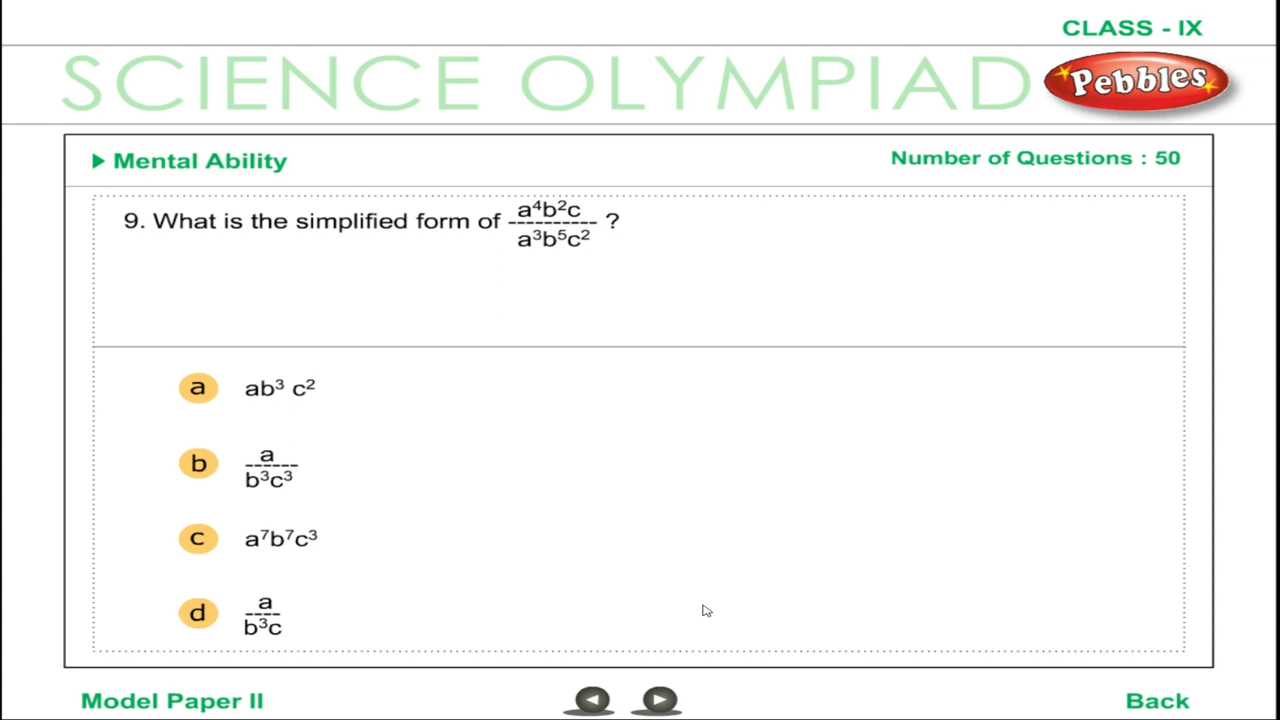 CLASS - IX
SCIENCE OLYMPIAD
Pebbles
Mental Ability
Number of Questions : 50
9. What is the simplified form of a⁴b²c / a³b⁵c² ?
a ab³ c²
b a / b³c³
c a⁷b⁷c³
d a / b³c
Model Paper II
Back